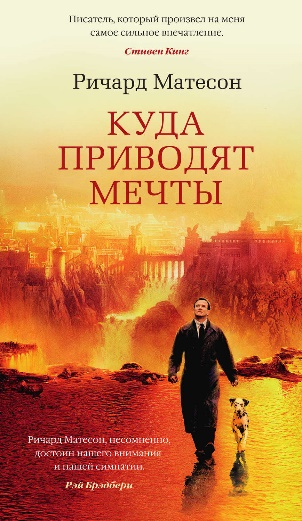 Писатель, который произвел на меня
самое сильное впечатление.
Стивен Кинг
Ричард Матесон
КУДА
ПРИВОДЯТ
МЕЧТЫ
Ричард Матесон, несомненно,
достоин нашего внимания
и нашей симпатии.
Рэй Брэдбери